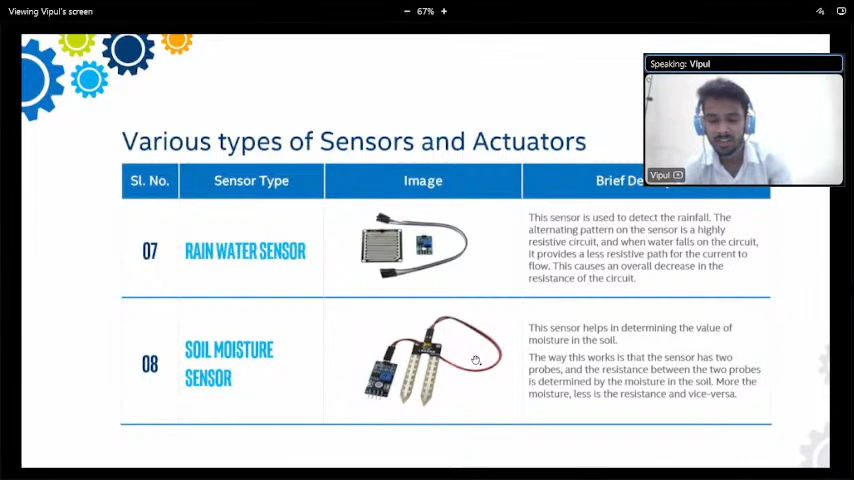 Viewing Vipul's screen
67%
Speaking: Vipul
Vipul
Various types of Sensors and Actuators
Sl. No.
Sensor Type
Image
Brief De
07
RAIN WATER SENSOR
This sensor is used to detect the rainfall. The
alternating pattern on the sensor is a highly
resistive circuit, and when water falls on the circuit,
it provides a less resistive path for the current to
flow. This causes an overall decrease in the
resistance of the circuit.
08
SOIL MOISTURE
SENSOR
This sensor helps in determining the value of
moisture in the soil.
The way this works is that the sensor has two
probes, and the resistance between the two probes
is determined by the moisture in the soil. More the
moisture, less is the resistance and vice-versa.